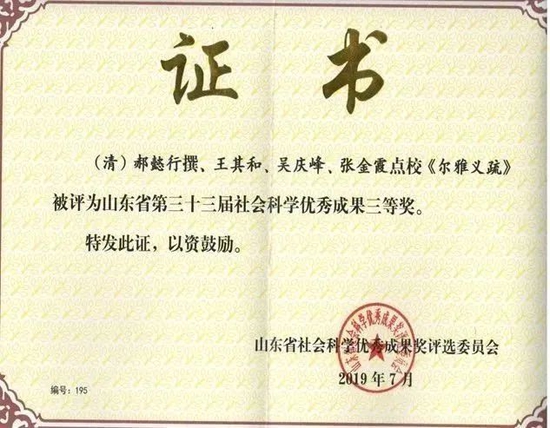 证书
（清）郝懿行撰、王其和、吴庆峰、张金霞点校《尔雅义疏》
被评为山东省第三十三届社会科学优秀成果三等奖。
特发此证，以资鼓励。
山东省社会科学优秀成果奖评选委员会
2019年7月
编号：195